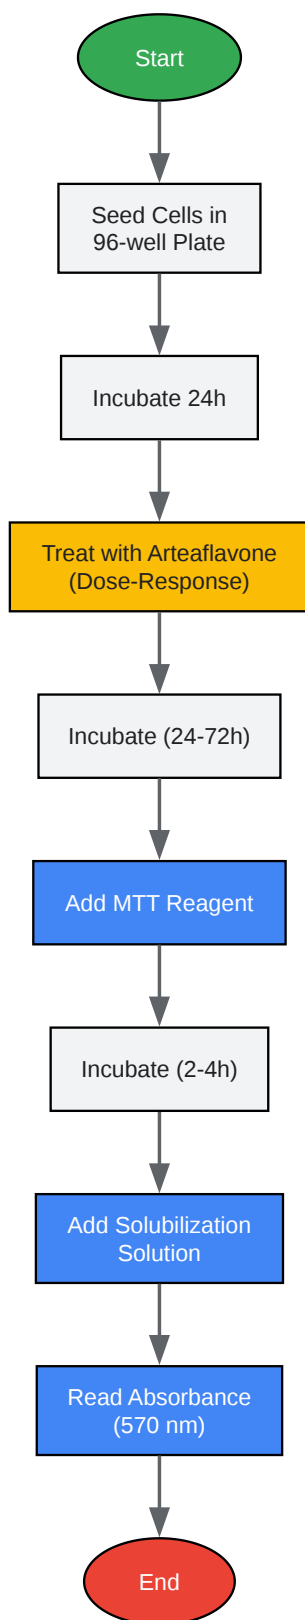 Start
Seed Cells in
96-well Plate
Incubate 24h
Treat with Arteaflavone
(Dose-Response)
Incubate (24-72h)
Add MTT Reagent
Incubate (2-4h)
Add Solubilization
Solution
Read Absorbance
(570 nm)
End